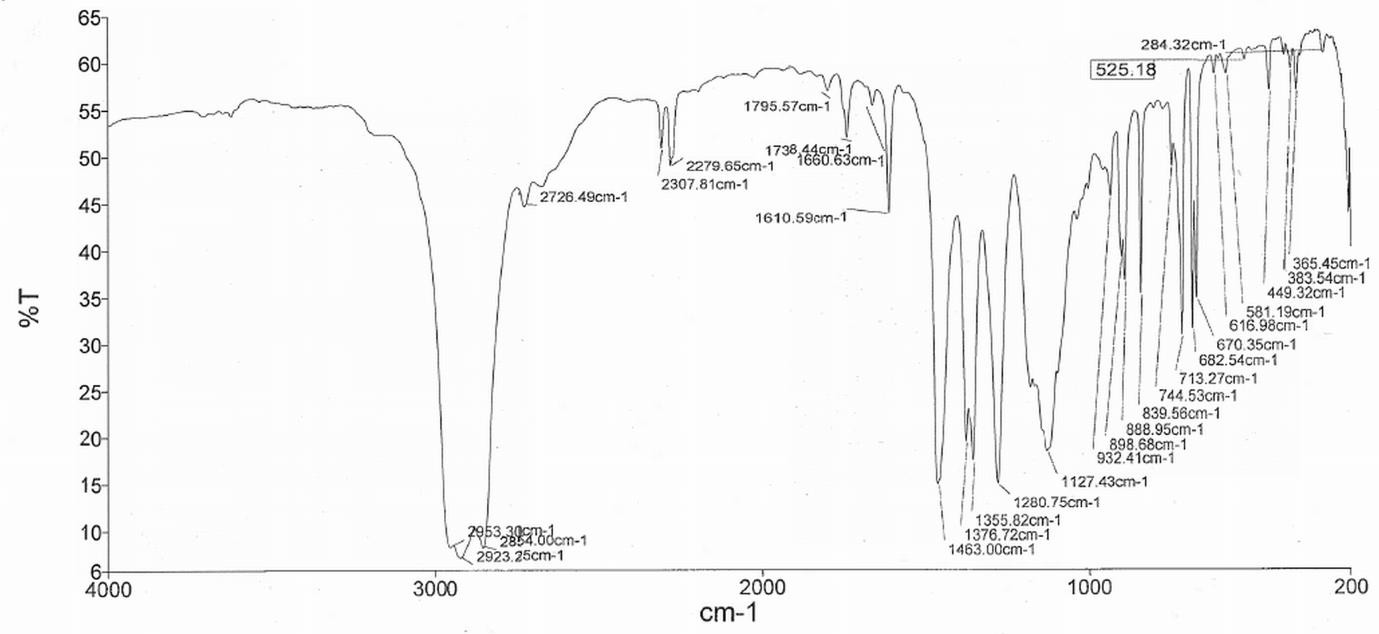 65
60
55
50
45
40
35
30
25
20
15
10
6
%T
4000
3000
2000
1000
200
cm-1
2953.30cm-1
2854.00cm-1
2923.25cm-1
2726.49cm-1
2279.65cm-1
2307.81cm-1
1795.57cm-1
1738.44cm-1
1660.63cm-1
1610.59cm-1
284.32cm-1
525.18
365.45cm-1
383.54cm-1
449.32cm-1
581.19cm-1
616.98cm-1
670.35cm-1
682.54cm-1
713.27cm-1
744.53cm-1
839.56cm-1
888.95cm-1
898.68cm-1
932.41cm-1
1127.43cm-1
1280.75cm-1
1355.82cm-1
1376.72cm-1
1463.00cm-1